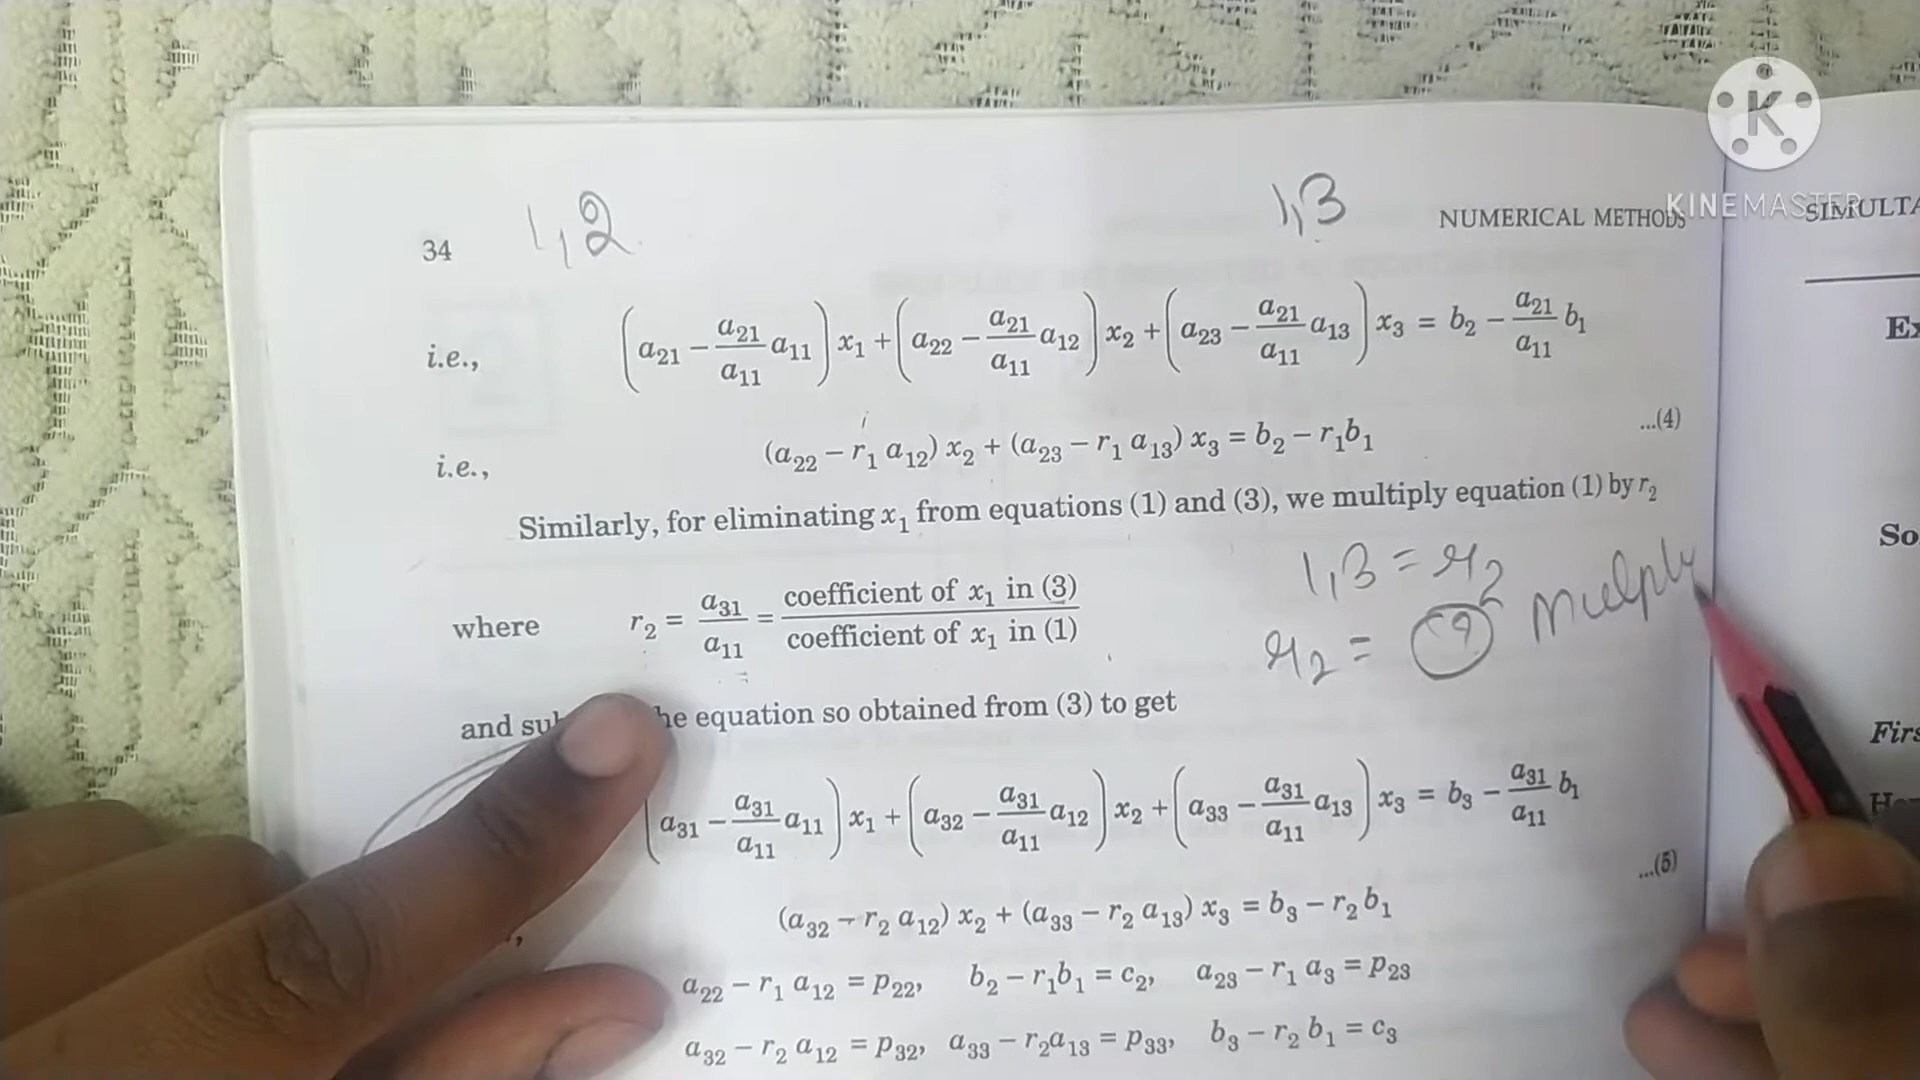 K
KINEMASTER
1,2
1,3
34
NUMERICAL METHODS
i.e., (a21 − a21/a11 a11) x1 + (a22 − a21/a11 a12) x2 + (a23 − a21/a11 a13) x3 = b2 − a21/a11 b1
...(4)
i.e., (a22 − r1 a12) x2 + (a23 − r1 a13) x3 = b2 − r1b1
Similarly, for eliminating x1 from equations (1) and (3), we multiply equation (1) by r2
1,3 = r2
where r2 = a31/a11 = coefficient of x1 in (3)/coefficient of x1 in (1)
r2 = Mulply
and he equation so obtained from (3) to get
(a31 − a31/a11 a11) x1 + (a32 − a31/a11 a12) x2 + (a33 − a31/a11 a13) x3 = b3 − a31/a11 b1
...(5)
(a32 − r2 a12) x2 + (a33 − r2 a13) x3 = b3 − r2 b1
a22 − r1 a12 = p22, b2 − r1b1 = c2, a23 − r1 a3 = p23
a32 − r2 a12 = p32, a33 − r2a13 = p33, b3 − r2 b1 = c3
SIMULTA
Ex
So
Firs